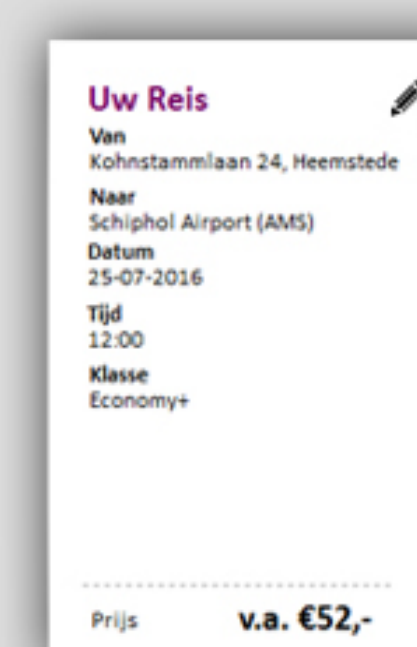 Uw Reis
Van
Kohnstammlaan 24, Heemstede
Naar
Schiphol Airport (AMS)
Datum
25-07-2016
Tijd
12:00
Klasse
Economy+
Prijs v.a. €52,-